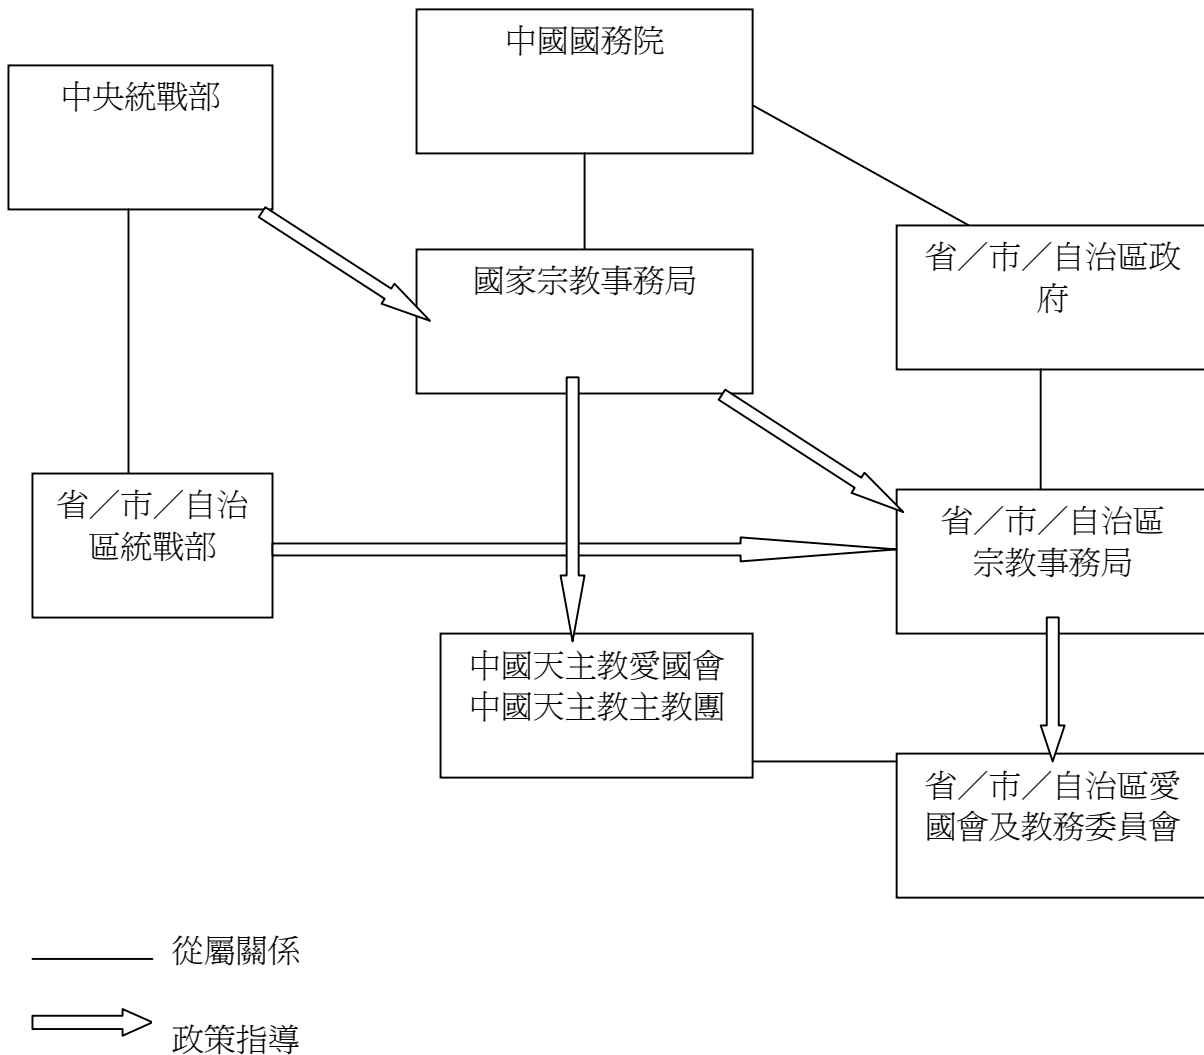 中國國務院
中央統戰部
省／市／自治區政
府
國家宗教事務局
省／市／自治
區統戰部
省／市／自治區
宗教事務局
中國天主教愛國會
中國天主教主教團
省／市／自治區愛
國會及教務委員會
從屬關係
政策指導